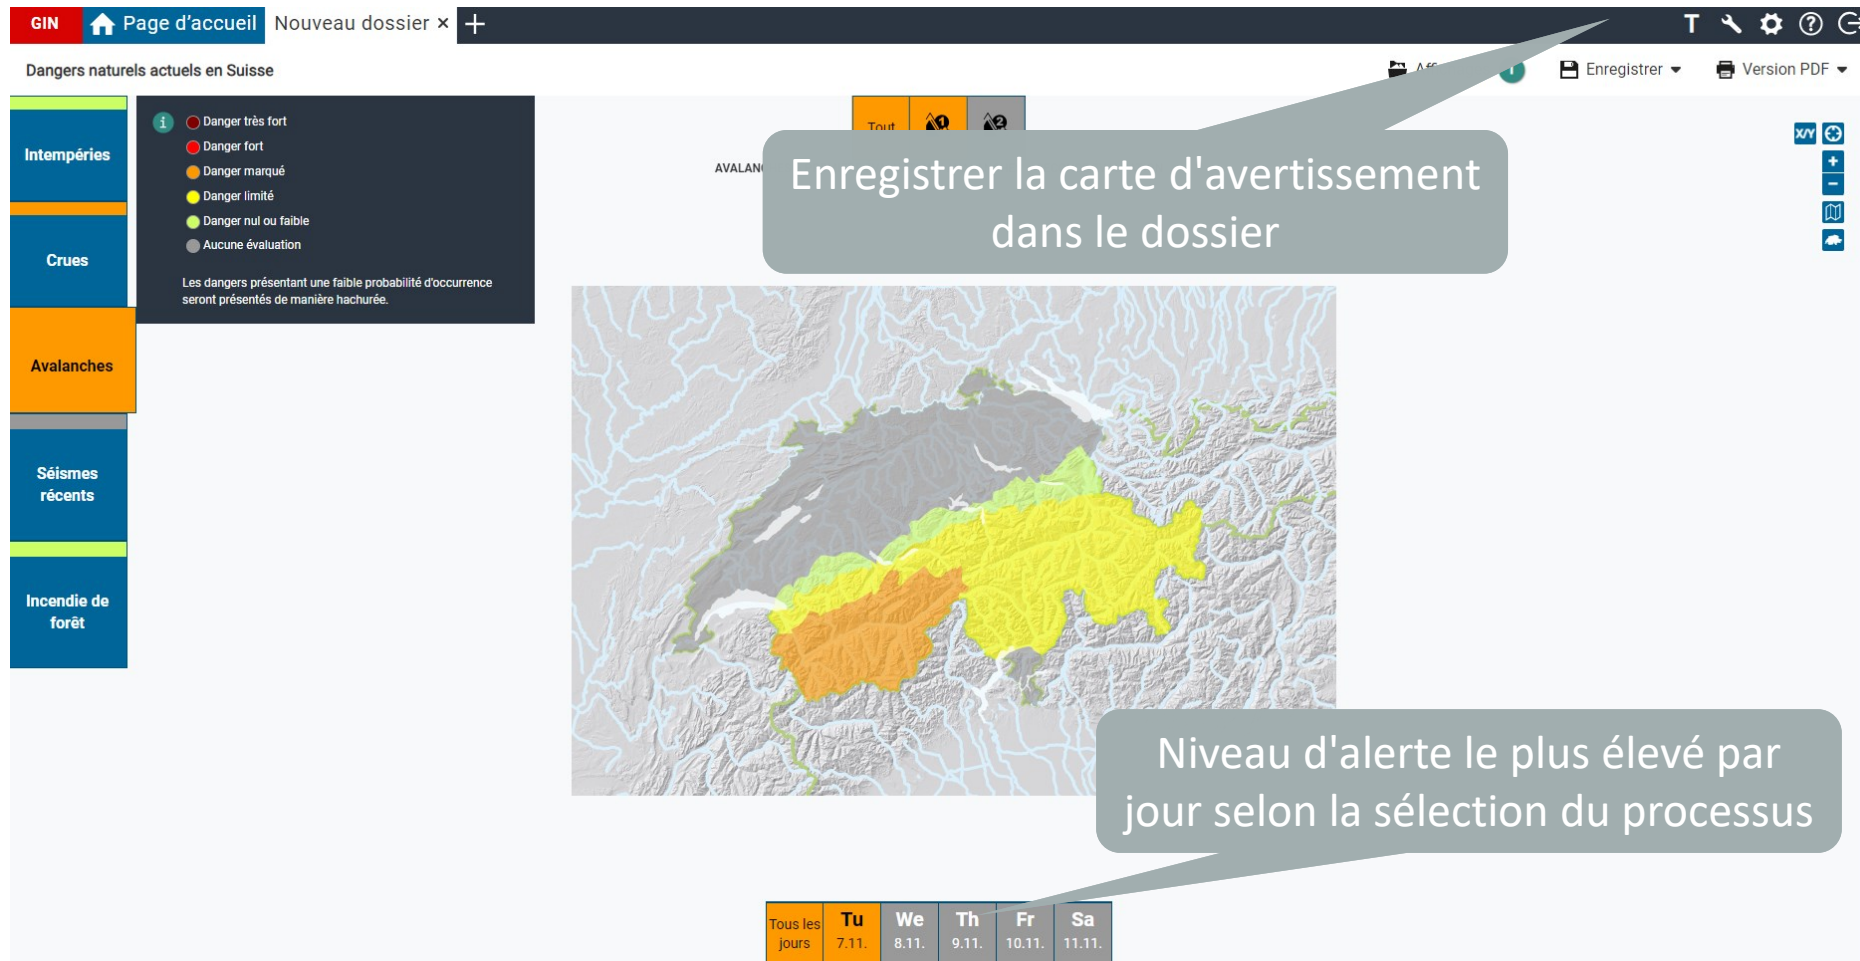 GIN Page d'accueil Nouveau dossier × +
T
Dangers naturels actuels en Suisse
Enregistrer
Version PDF
Intempéries
Crues
Avalanches
Séismes
récents
Incendie de
forêt
i
Danger très fort
Danger fort
Danger marqué
Danger limité
Danger nul ou faible
Aucune évaluation
Les dangers présentant une faible probabilité d'occurrence
seront présentés de manière hachurée.
Tout 1 2
Enregistrer la carte d'avertissement
dans le dossier
X/Y
+
−
Niveau d'alerte le plus élevé par
jour selon la sélection du processus
Tous les
jours
Tu
7.11.
We
8.11.
Th
9.11.
Fr
10.11.
Sa
11.11.